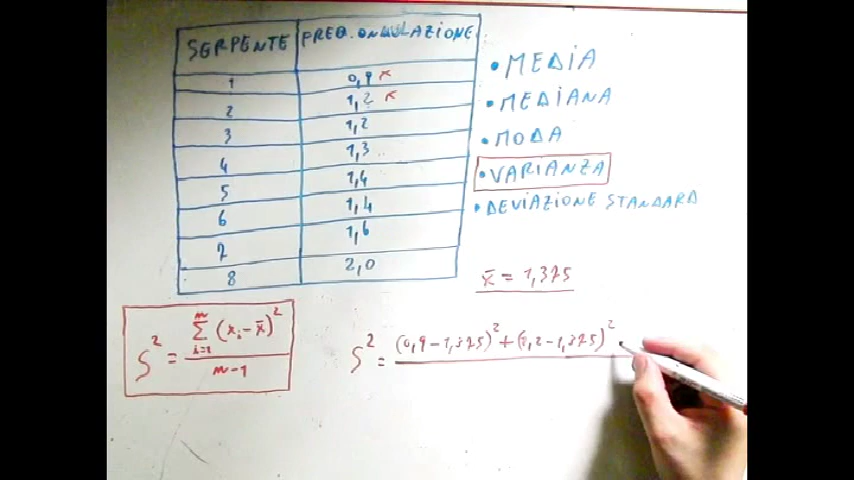 SERPENTE FREQ. ONDULAZIONE
1 0,9 x
2 1,2 x
3 1,2
4 1,3
5 1,4
6 1,4
7 1,6
8 2,0
• MEDIA
• MEDIANA
• MODA
• VARIANZA
• DEVIAZIONE STANDARD
x̄ = 1,375
S² = Σ (xᵢ - x̄)² / n-1
n
i=1
S² = (0,9 - 1,375)² + (1,2 - 1,375)²